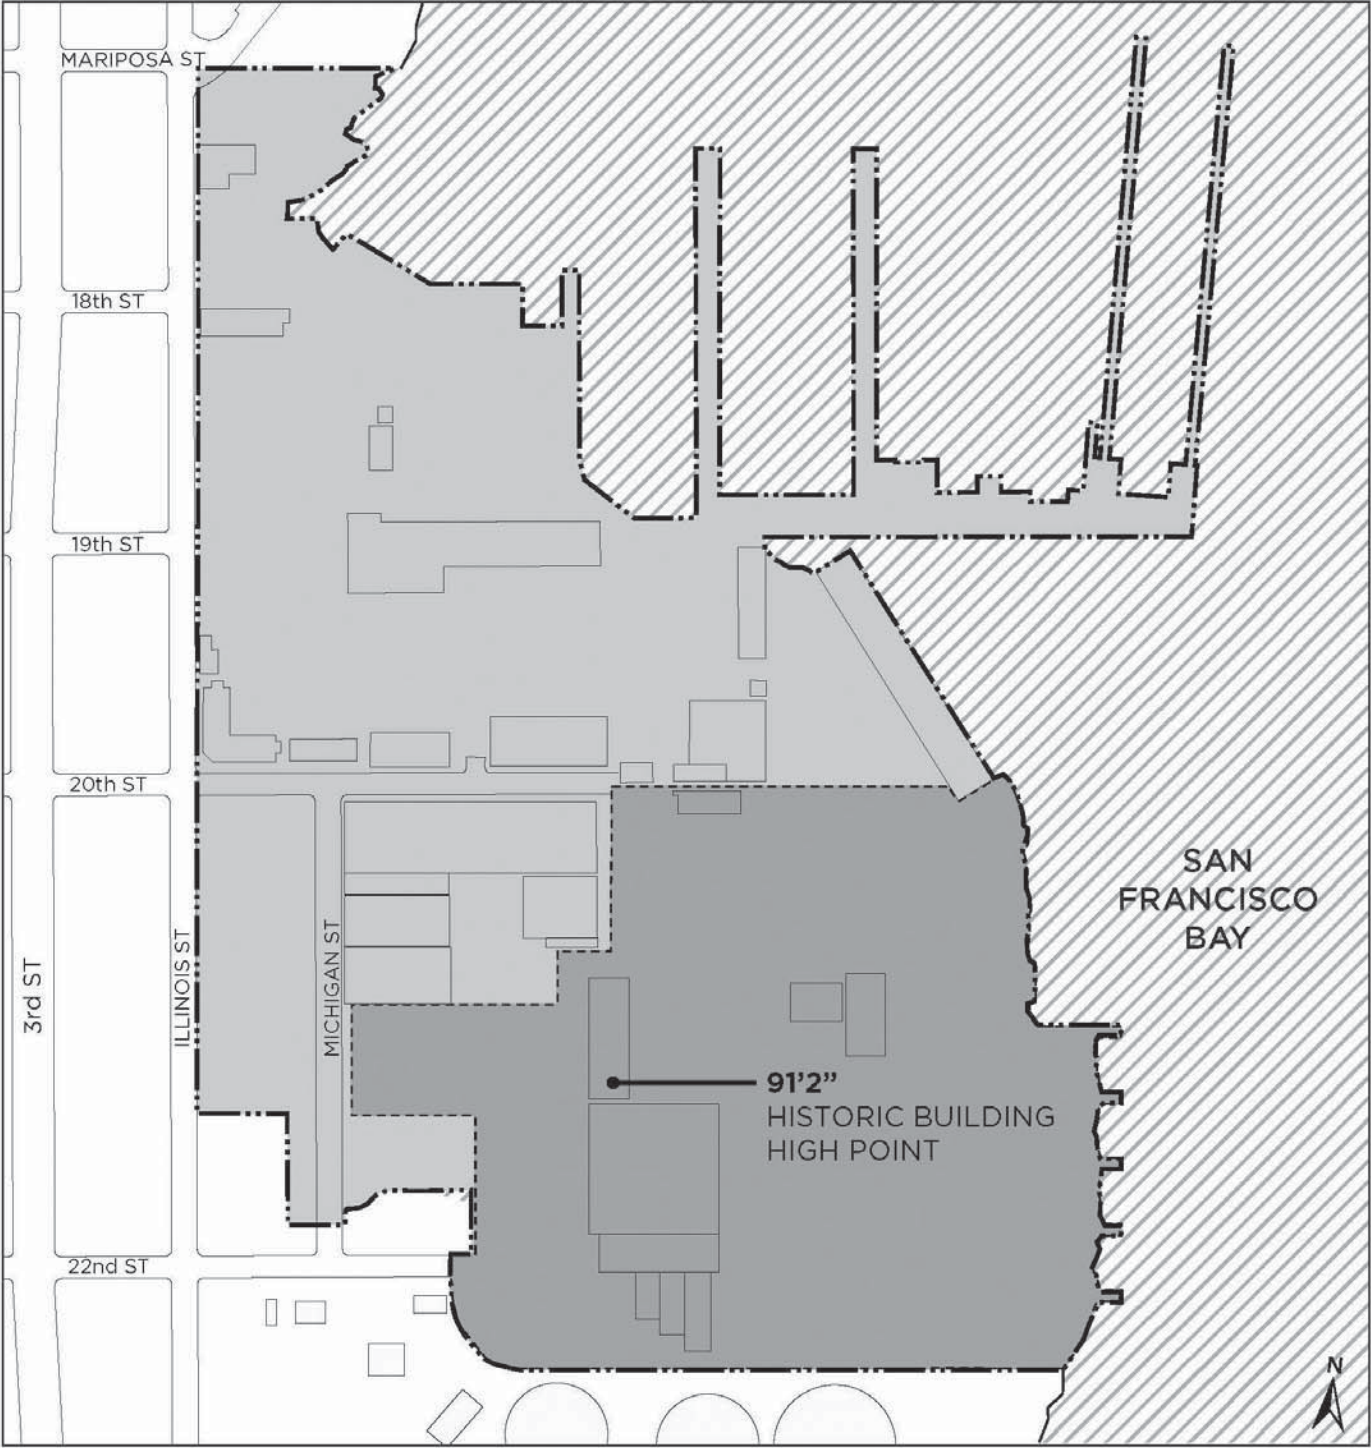 MARIPOSA ST
18th ST
19th ST
20th ST
SAN
FRANCISCO
BAY
3rd ST
ILLINOIS ST
MICHIGAN ST
91'2”
HISTORIC BUILDING
HIGH POINT
22nd ST
N